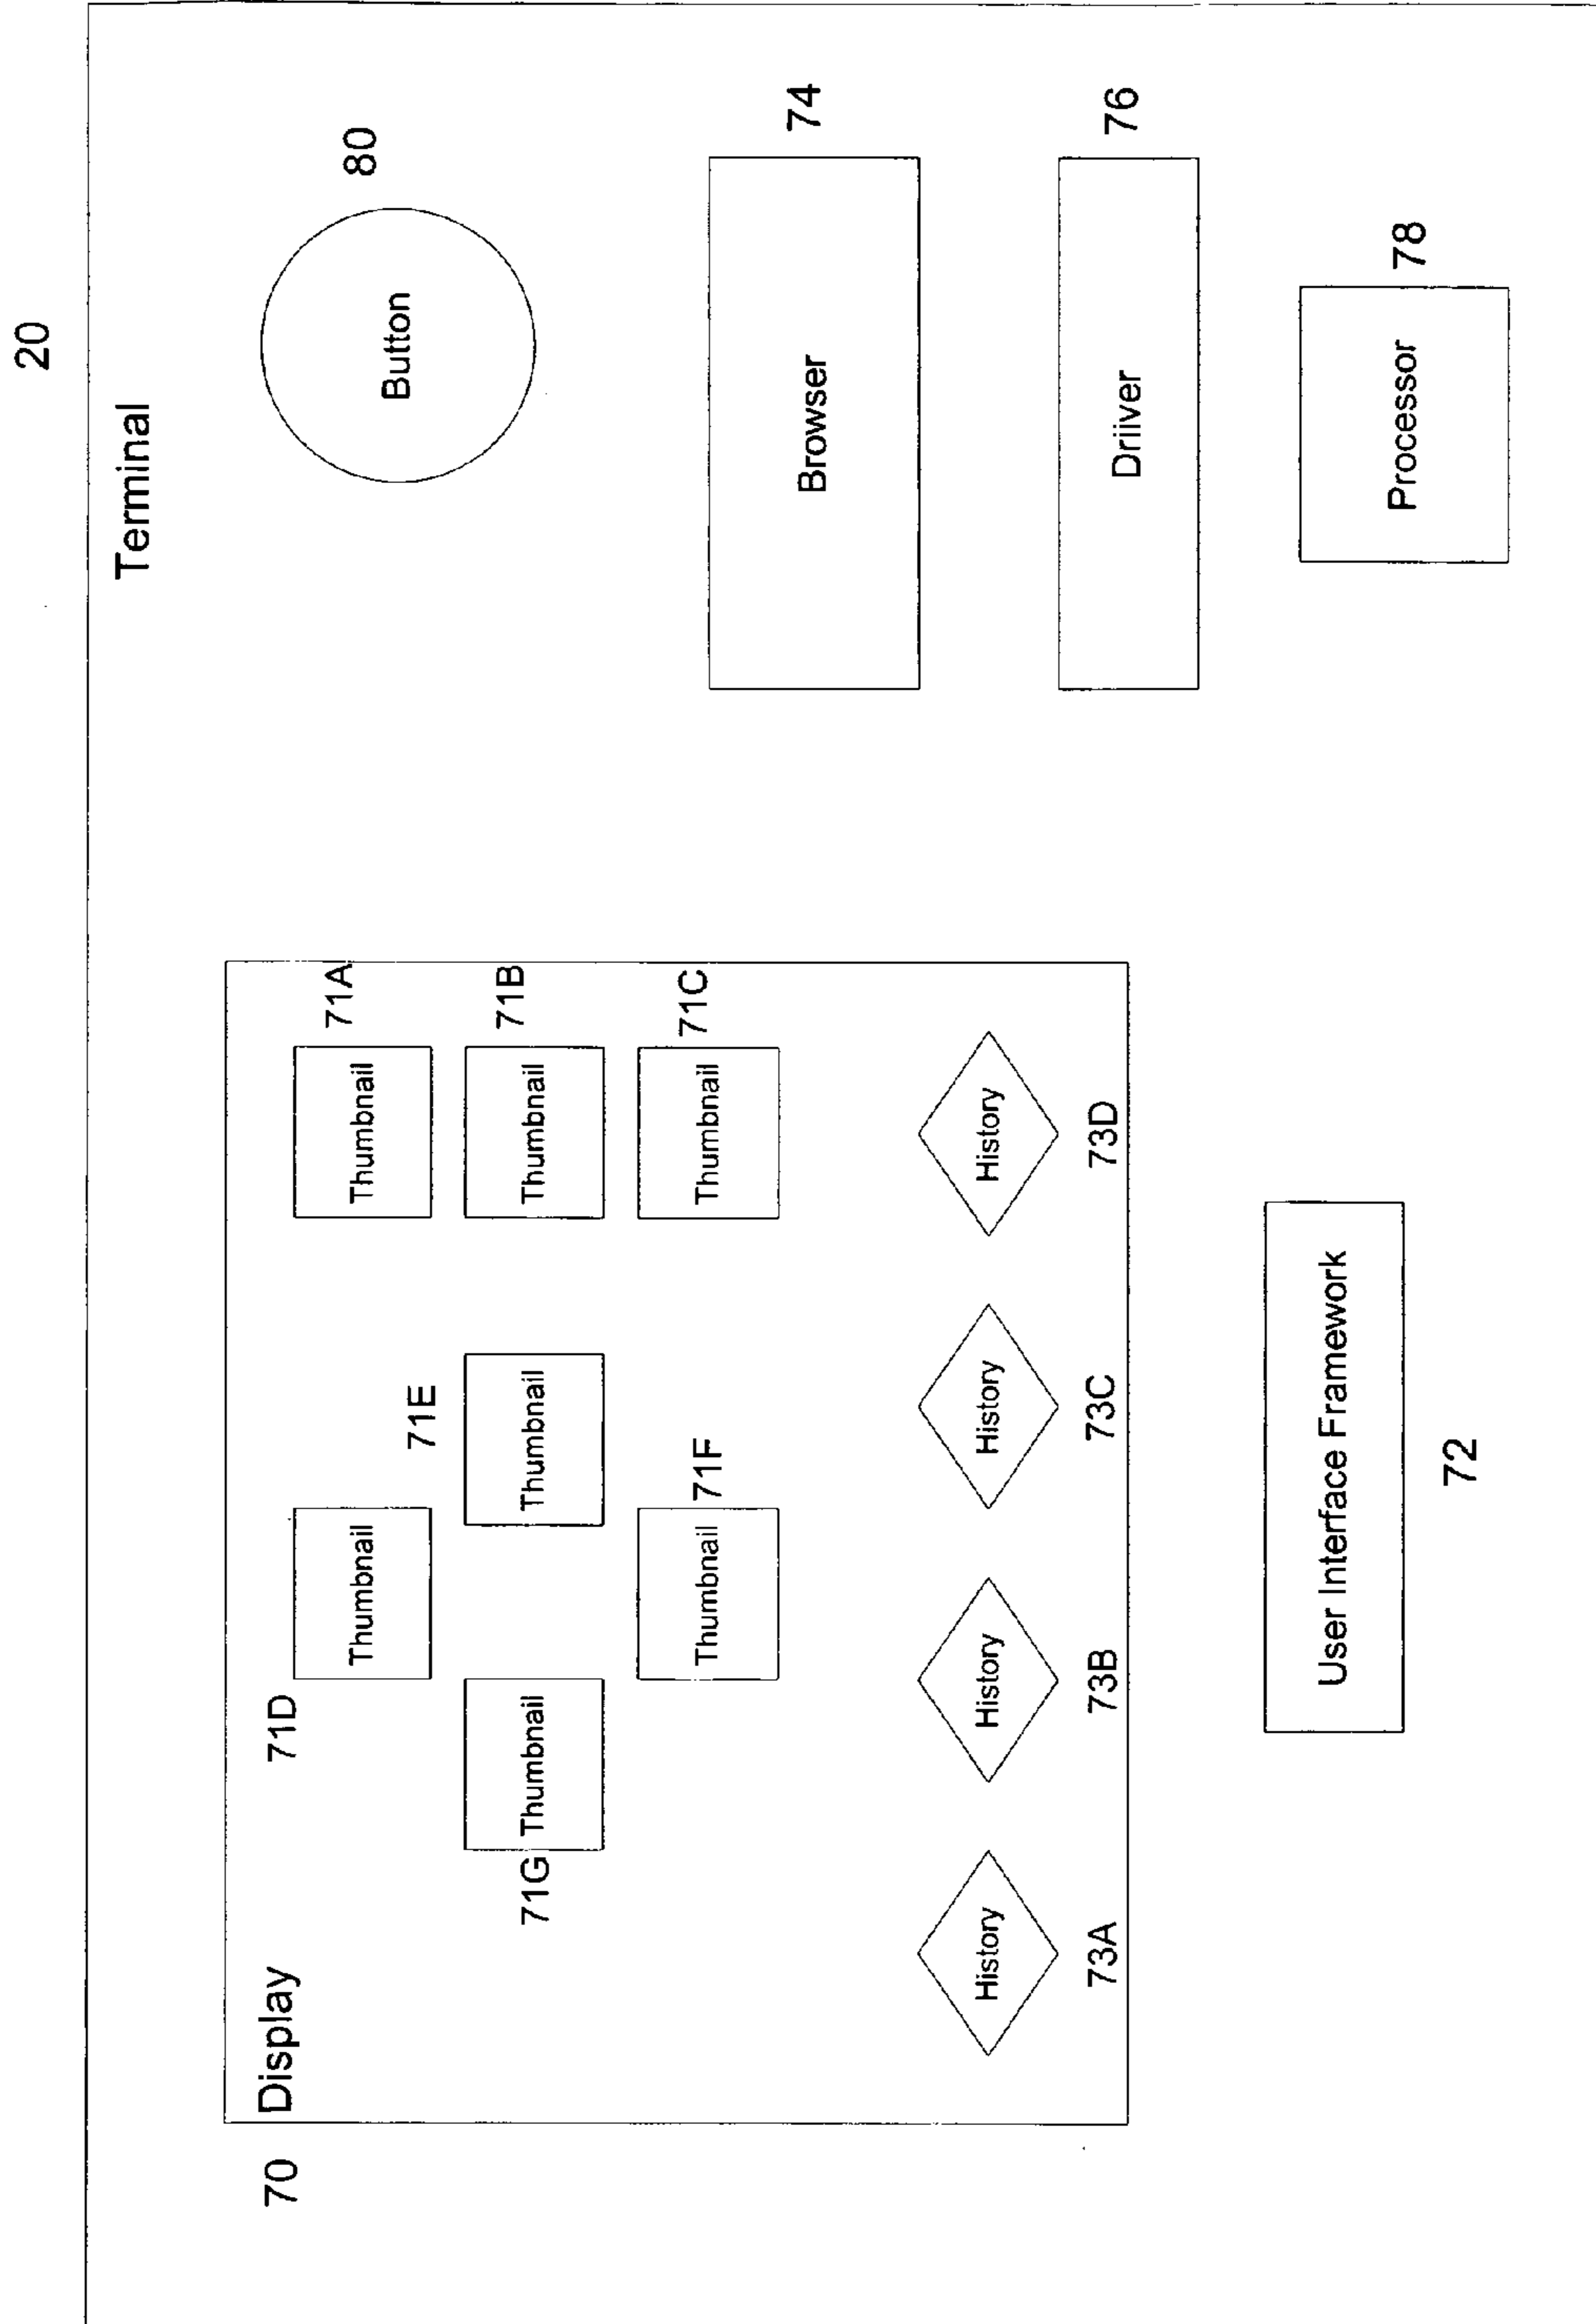 20
Terminal
70
Display
71D
71A
80
Thumbnail
Thumbnail
Button
71E
71B
71G
Thumbnail
Thumbnail
Thumbnail
71F
71C
Thumbnail
Thumbnail
74
Browser
History
History
History
History
73A
73B
73C
73D
76
Driiver
User Interface Framework
78
Processor
72